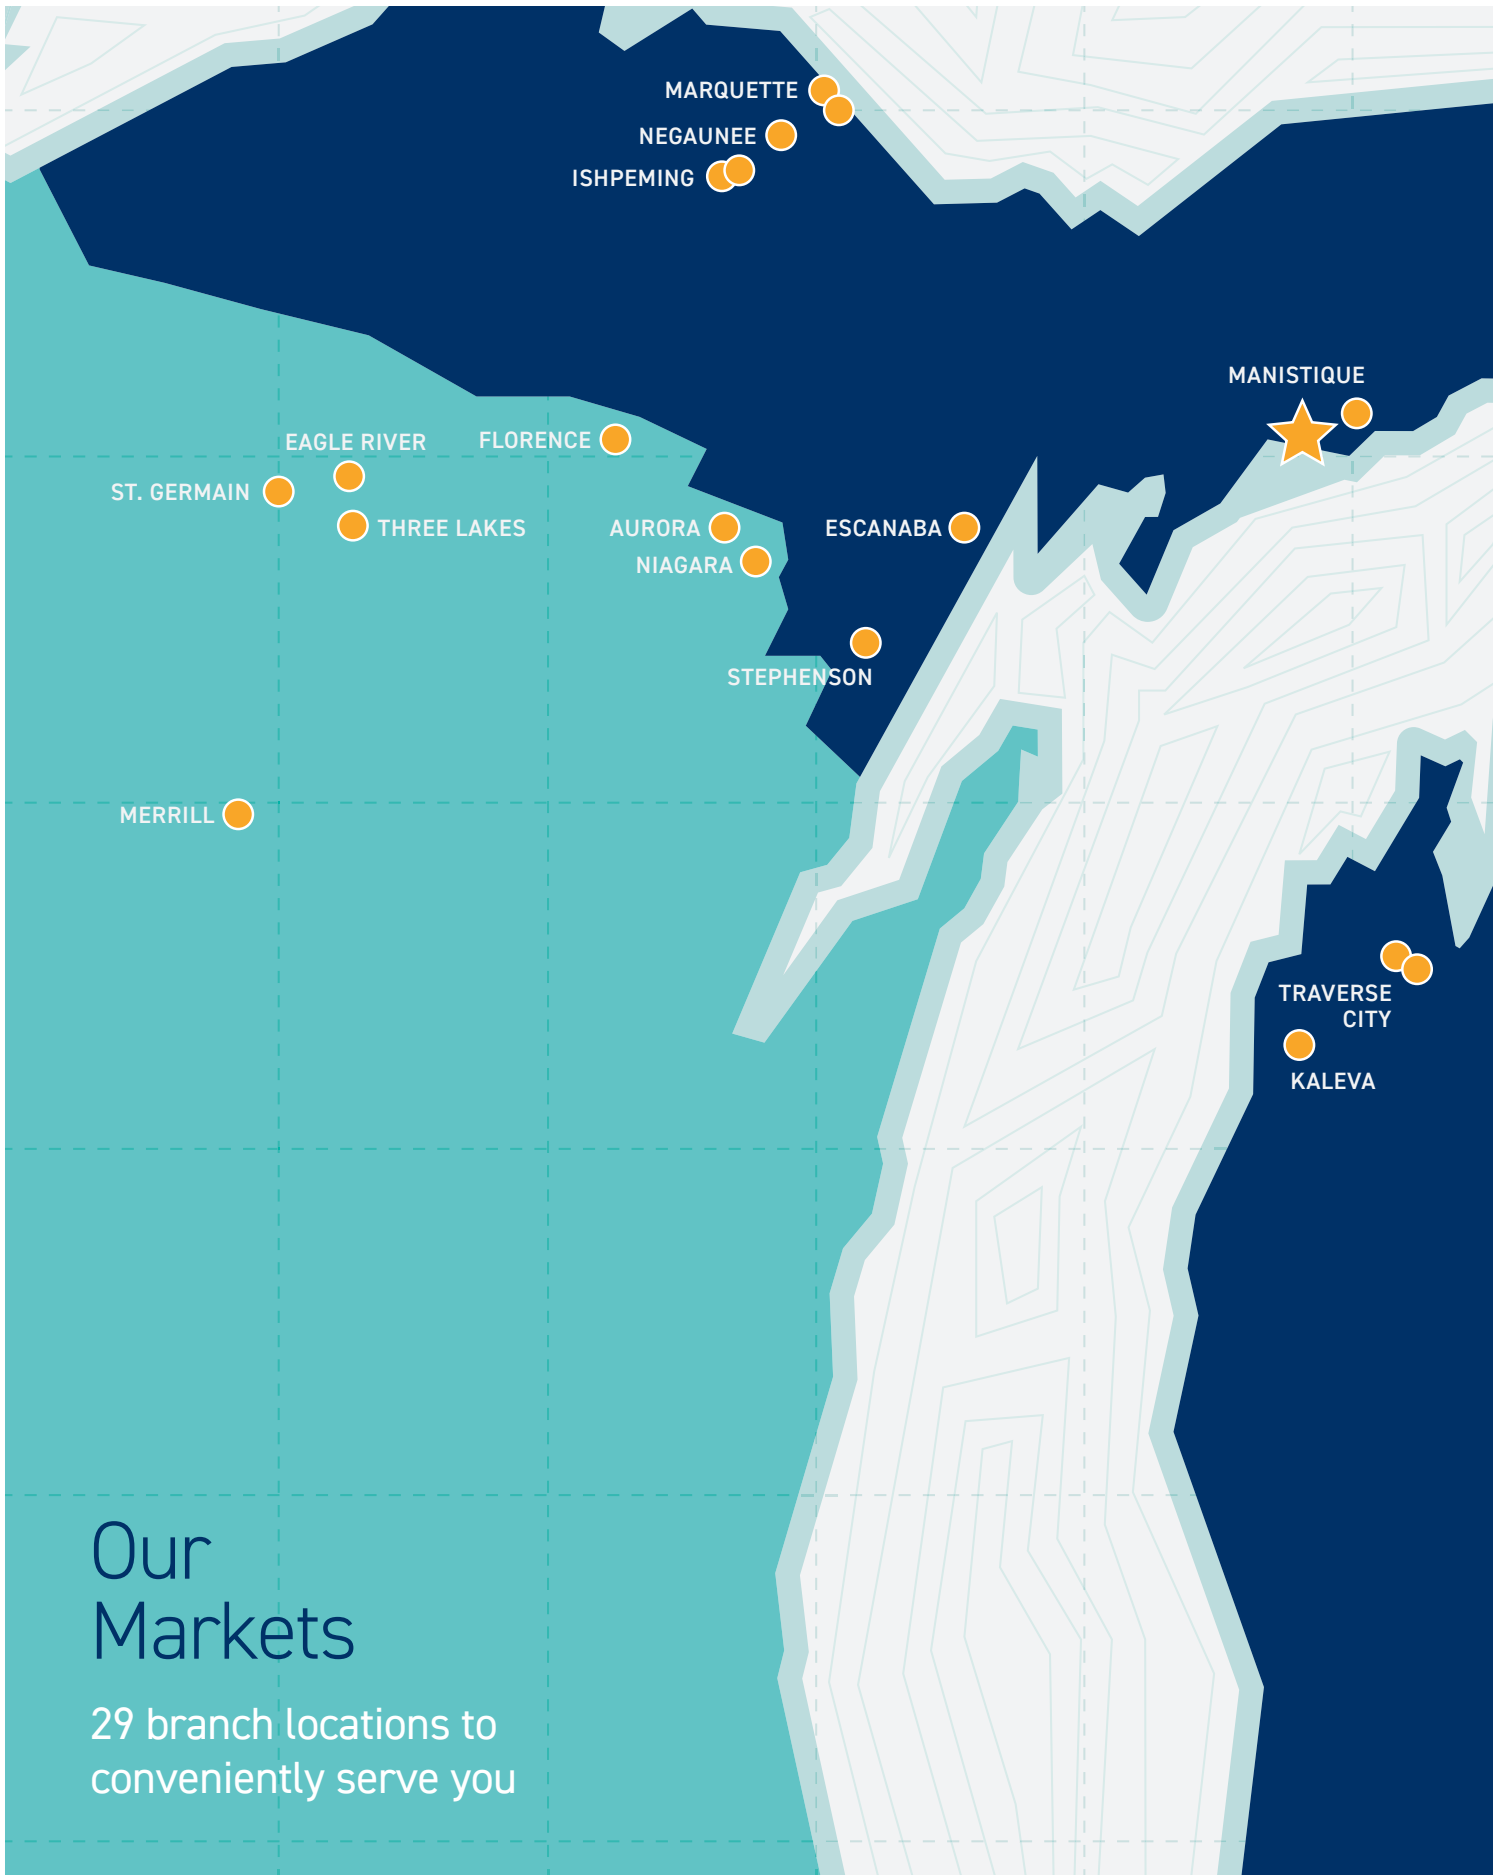 MARQUETTE
NEGAUNEE
ISHPEMING
MANISTIQUE
EAGLE RIVER
FLORENCE
ST. GERMAIN
THREE LAKES
AURORA
ESCANABA
NIAGARA
STEPHENSON
MERRILL
TRAVERSE
CITY
KALEVA
Our
Markets
29 branch locations to
conveniently serve you